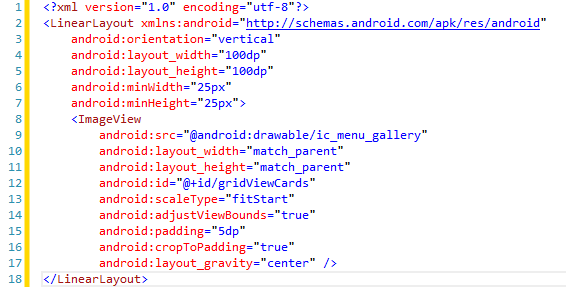 1 <?xml version="1.0" encoding="utf-8"?>
2 <LinearLayout xmlns:android="http://schemas.android.com/apk/res/android"
3 android:orientation="vertical"
4 android:layout_width="100dp"
5 android:layout_height="100dp"
6 android:minWidth="25px"
7 android:minHeight="25px">
8 <ImageView
9 android:src="@android:drawable/ic_menu_gallery"
10 android:layout_width="match_parent"
11 android:layout_height="match_parent"
12 android:id="@+id/gridViewCards"
13 android:scaleType="fitStart"
14 android:adjustViewBounds="true"
15 android:padding="5dp"
16 android:cropToPadding="true"
17 android:layout_gravity="center" />
18 </LinearLayout>